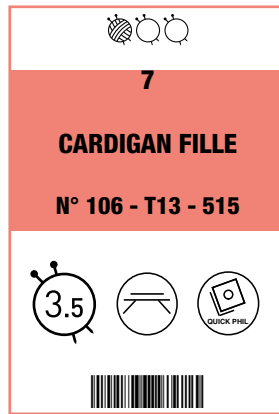 7
CARDIGAN FILLE
N° 106 - T13 - 515
3.5
QUICK PHIL